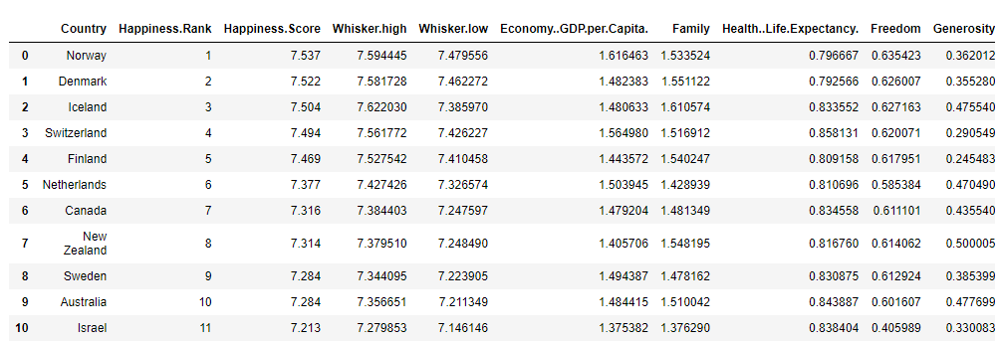 Country Happiness.Rank Happiness.Score Whisker.high Whisker.low Economy..GDP.per.Capita. Family Health..Life.Expectancy. Freedom Generosity
0 Norway 1 7.537 7.594445 7.479556 1.616463 1.533524 0.796667 0.635423 0.362012
1 Denmark 2 7.522 7.581728 7.462272 1.482383 1.551122 0.792566 0.626007 0.355280
2 Iceland 3 7.504 7.622030 7.385970 1.480633 1.610574 0.833552 0.627163 0.475540
3 Switzerland 4 7.494 7.561772 7.426227 1.564980 1.516912 0.858131 0.620071 0.290549
4 Finland 5 7.469 7.527542 7.410458 1.443572 1.540247 0.809158 0.617951 0.245483
5 Netherlands 6 7.377 7.427426 7.326574 1.503945 1.428939 0.810696 0.585384 0.470490
6 Canada 7 7.316 7.384403 7.247597 1.479204 1.481349 0.834558 0.611101 0.435540
7 New Zealand 8 7.314 7.379510 7.248490 1.405706 1.548195 0.816760 0.614062 0.500005
8 Sweden 9 7.284 7.344095 7.223905 1.494387 1.478162 0.830875 0.612924 0.385399
9 Australia 10 7.284 7.356651 7.211349 1.484415 1.510042 0.843887 0.601607 0.477699
10 Israel 11 7.213 7.279853 7.146146 1.375382 1.376290 0.838404 0.405989 0.330083